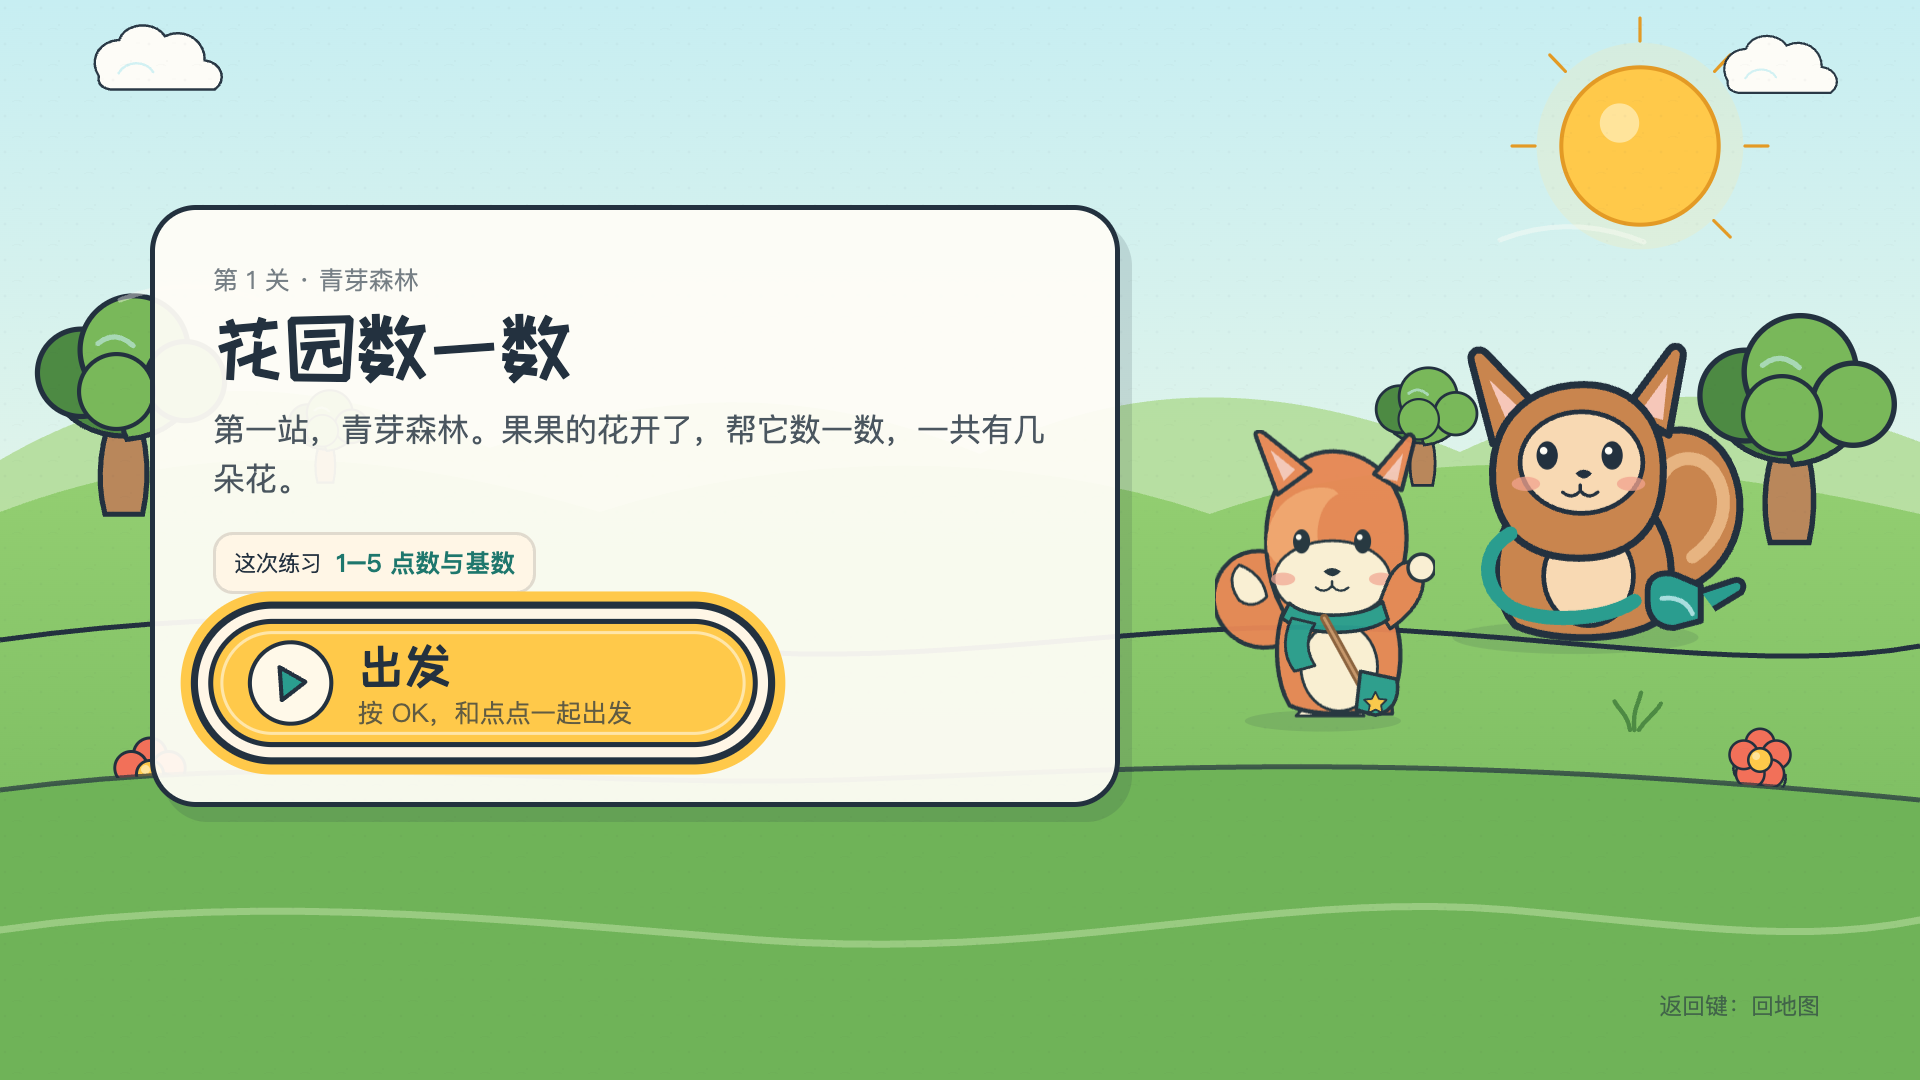 第 1 关 · 青芽森林
花园数一数
第一站，青芽森林。果果的花开了，帮它数一数，一共有几
朵花。
这次练习 1–5 点数与基数
出发
按 OK，和点点一起出发
返回键：回地图